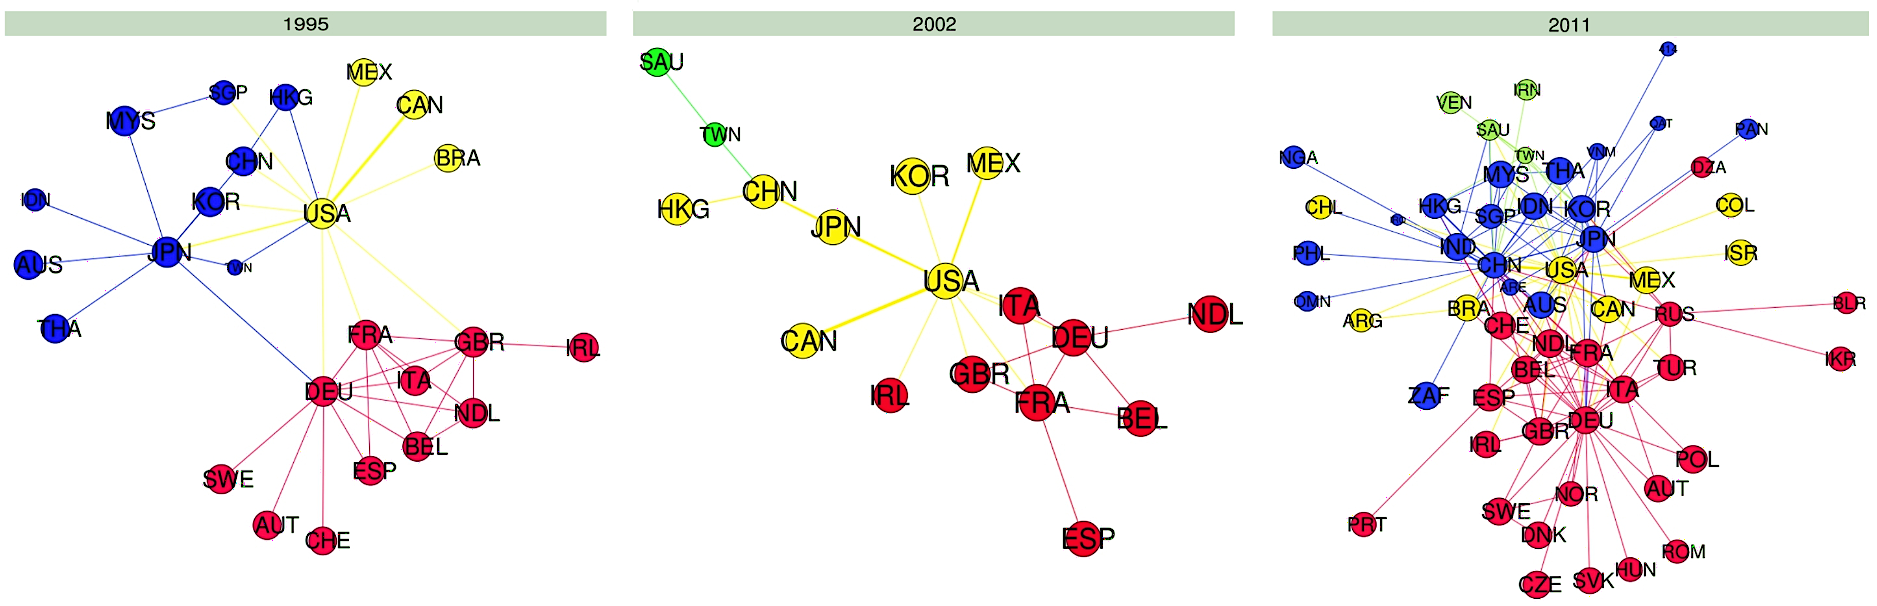 1995
2002
2011
MEX
SGP
HKG
CAN
MYS
CHN
BRA
IDN
KOR
USA
JPN
AUS
TWN
THA
FRA
GBR
IRL
ITA
DEU
NDL
BEL
SWE
ESP
AUT
CHE
SAU
TWN
KOR
MEX
CHN
HKG
JPN
USA
ITA
NDL
CAN
DEU
GBR
IRL
FRA
BEL
ESP
VEN
IRN
SAU
QAT
PAN
NGA
TWN
VNM
MYS
THA
DZA
CHL
HKG
SGP
IDN
KOR
COL
IND
JPN
PHL
CHN
USA
ISR
ARE
MEX
OMN
ARG
BRA
AUS
CAN
RUS
BLR
CHE
NDL
FRA
UKR
BEL
TUR
ZAF
ESP
ITA
DEU
IRL
GBR
POL
NOR
AUT
PRT
SWE
DNK
ROM
CZE
SVK
HUN